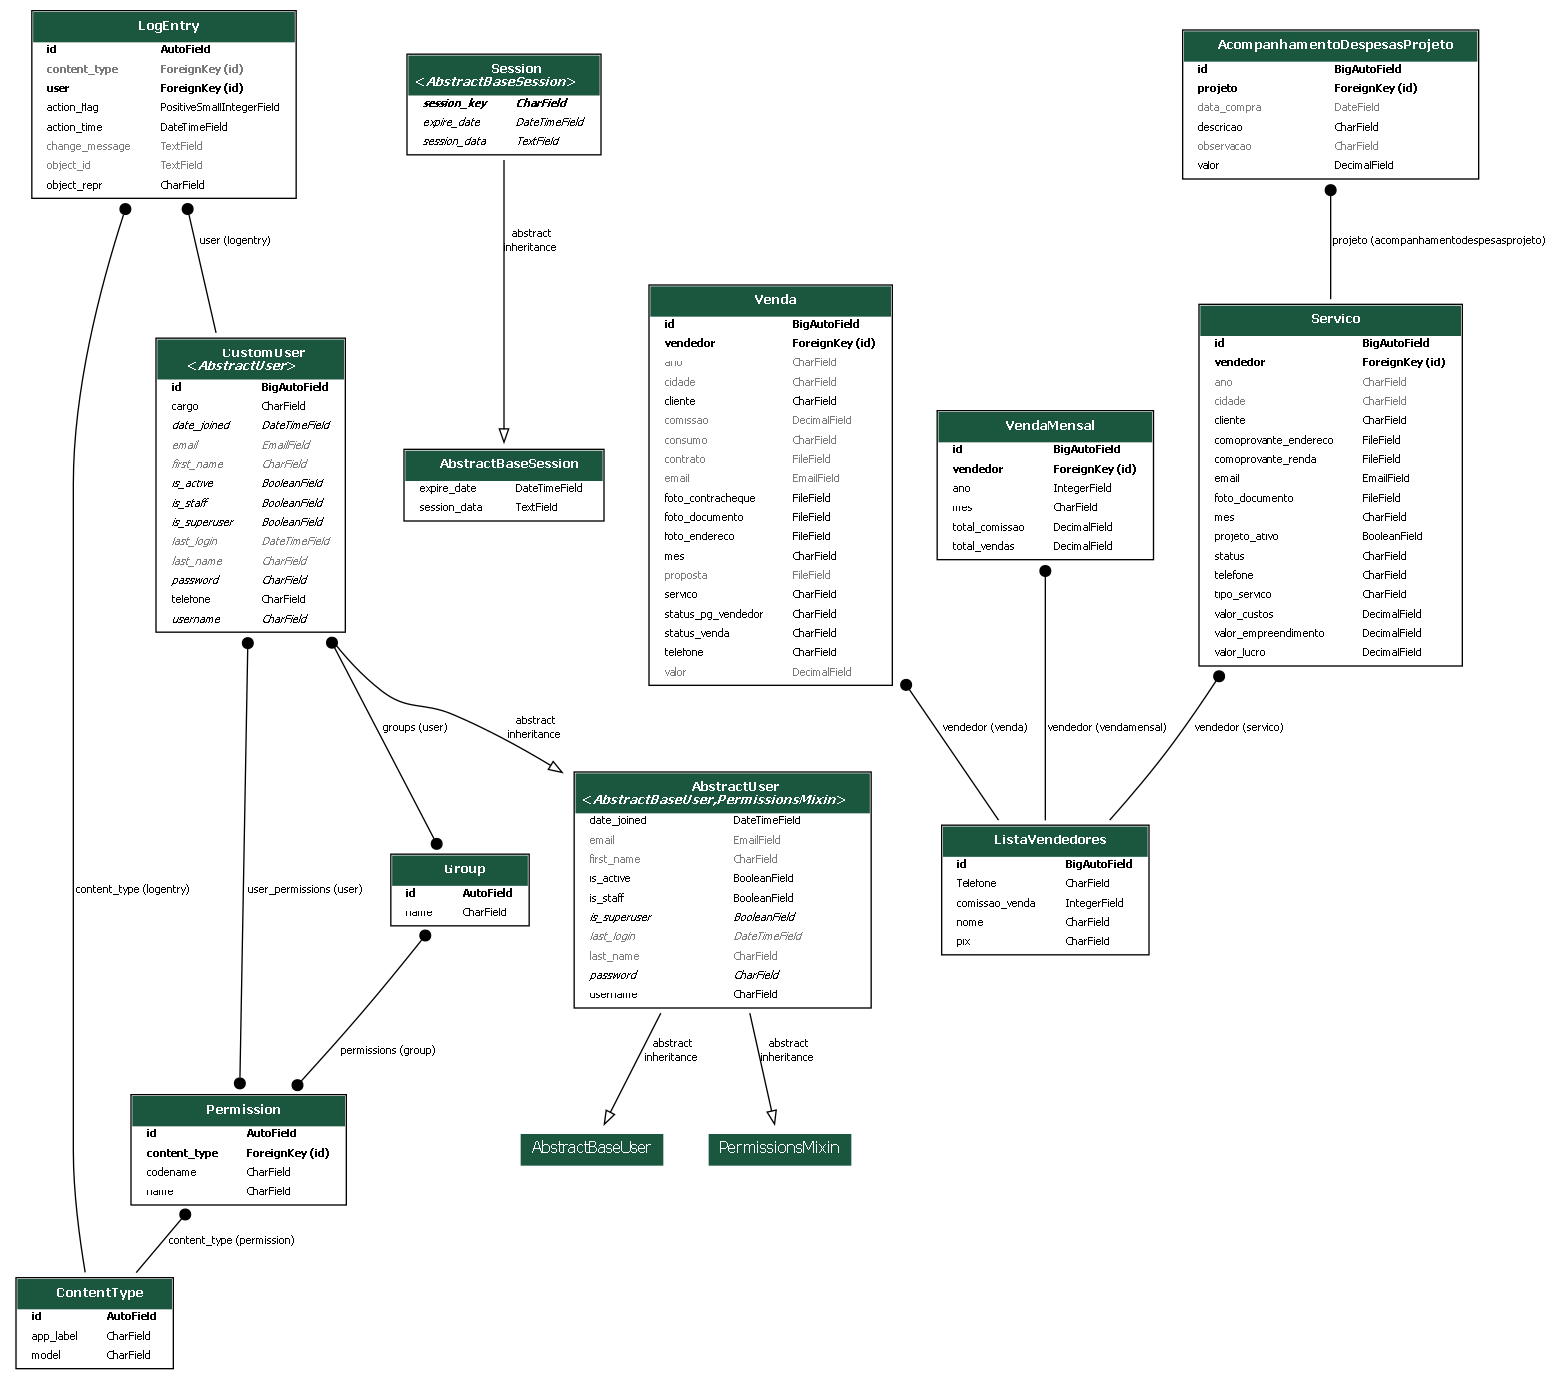 LogEntry
id AutoField
content_type ForeignKey (id)
user ForeignKey (id)
action_flag PositiveSmallIntegerField
action_time DateTimeField
change_message TextField
object_id TextField
object_repr CharField
Session
<AbstractBaseSession>
session_key CharField
expire_date DateTimeField
session_data TextField
AcompanhamentoDespesasProjeto
id BigAutoField
projeto ForeignKey (id)
data_compra DateField
descricao CharField
observacao CharField
valor DecimalField
user (logentry)
abstract
inheritance
projeto (acompanhamentodespesasprojeto)
CustomUser
<AbstractUser>
id BigAutoField
cargo CharField
date_joined DateTimeField
email EmailField
first_name CharField
is_active BooleanField
is_staff BooleanField
is_superuser BooleanField
last_login DateTimeField
last_name CharField
password CharField
telefone CharField
username CharField
AbstractBaseSession
expire_date DateTimeField
session_data TextField
Venda
id BigAutoField
vendedor ForeignKey (id)
ano CharField
cidade CharField
cliente CharField
comissao DecimalField
consumo CharField
contrato FileField
email EmailField
foto_contracheque FileField
foto_documento FileField
foto_endereco FileField
mes CharField
proposta FileField
servico CharField
status_pg_vendedor CharField
status_venda CharField
telefone CharField
valor DecimalField
VendaMensal
id BigAutoField
vendedor ForeignKey (id)
ano IntegerField
mes CharField
total_comissao DecimalField
total_vendas DecimalField
Servico
id BigAutoField
vendedor ForeignKey (id)
ano CharField
cidade CharField
cliente CharField
comoprovante_endereco FileField
comoprovante_renda FileField
email EmailField
foto_documento FileField
mes CharField
projeto_ativo BooleanField
status CharField
telefone CharField
tipo_servico CharField
valor_custos DecimalField
valor_empreendimento DecimalField
valor_lucro DecimalField
groups (user)
abstract
inheritance
vendedor (venda)
vendedor (vendamensal)
vendedor (servico)
AbstractUser
<AbstractBaseUser,PermissionsMixin>
date_joined DateTimeField
email EmailField
first_name CharField
is_active BooleanField
is_staff BooleanField
is_superuser BooleanField
last_login DateTimeField
last_name CharField
password CharField
username CharField
ListaVendedores
id BigAutoField
Telefone CharField
comissao_venda IntegerField
nome CharField
pix CharField
content_type (logentry)
user_permissions (user)
Group
id AutoField
name CharField
permissions (group)
abstract
inheritance
abstract
inheritance
Permission
id AutoField
content_type ForeignKey (id)
codename CharField
name CharField
AbstractBaseUser
PermissionsMixin
content_type (permission)
ContentType
id AutoField
app_label CharField
model CharField